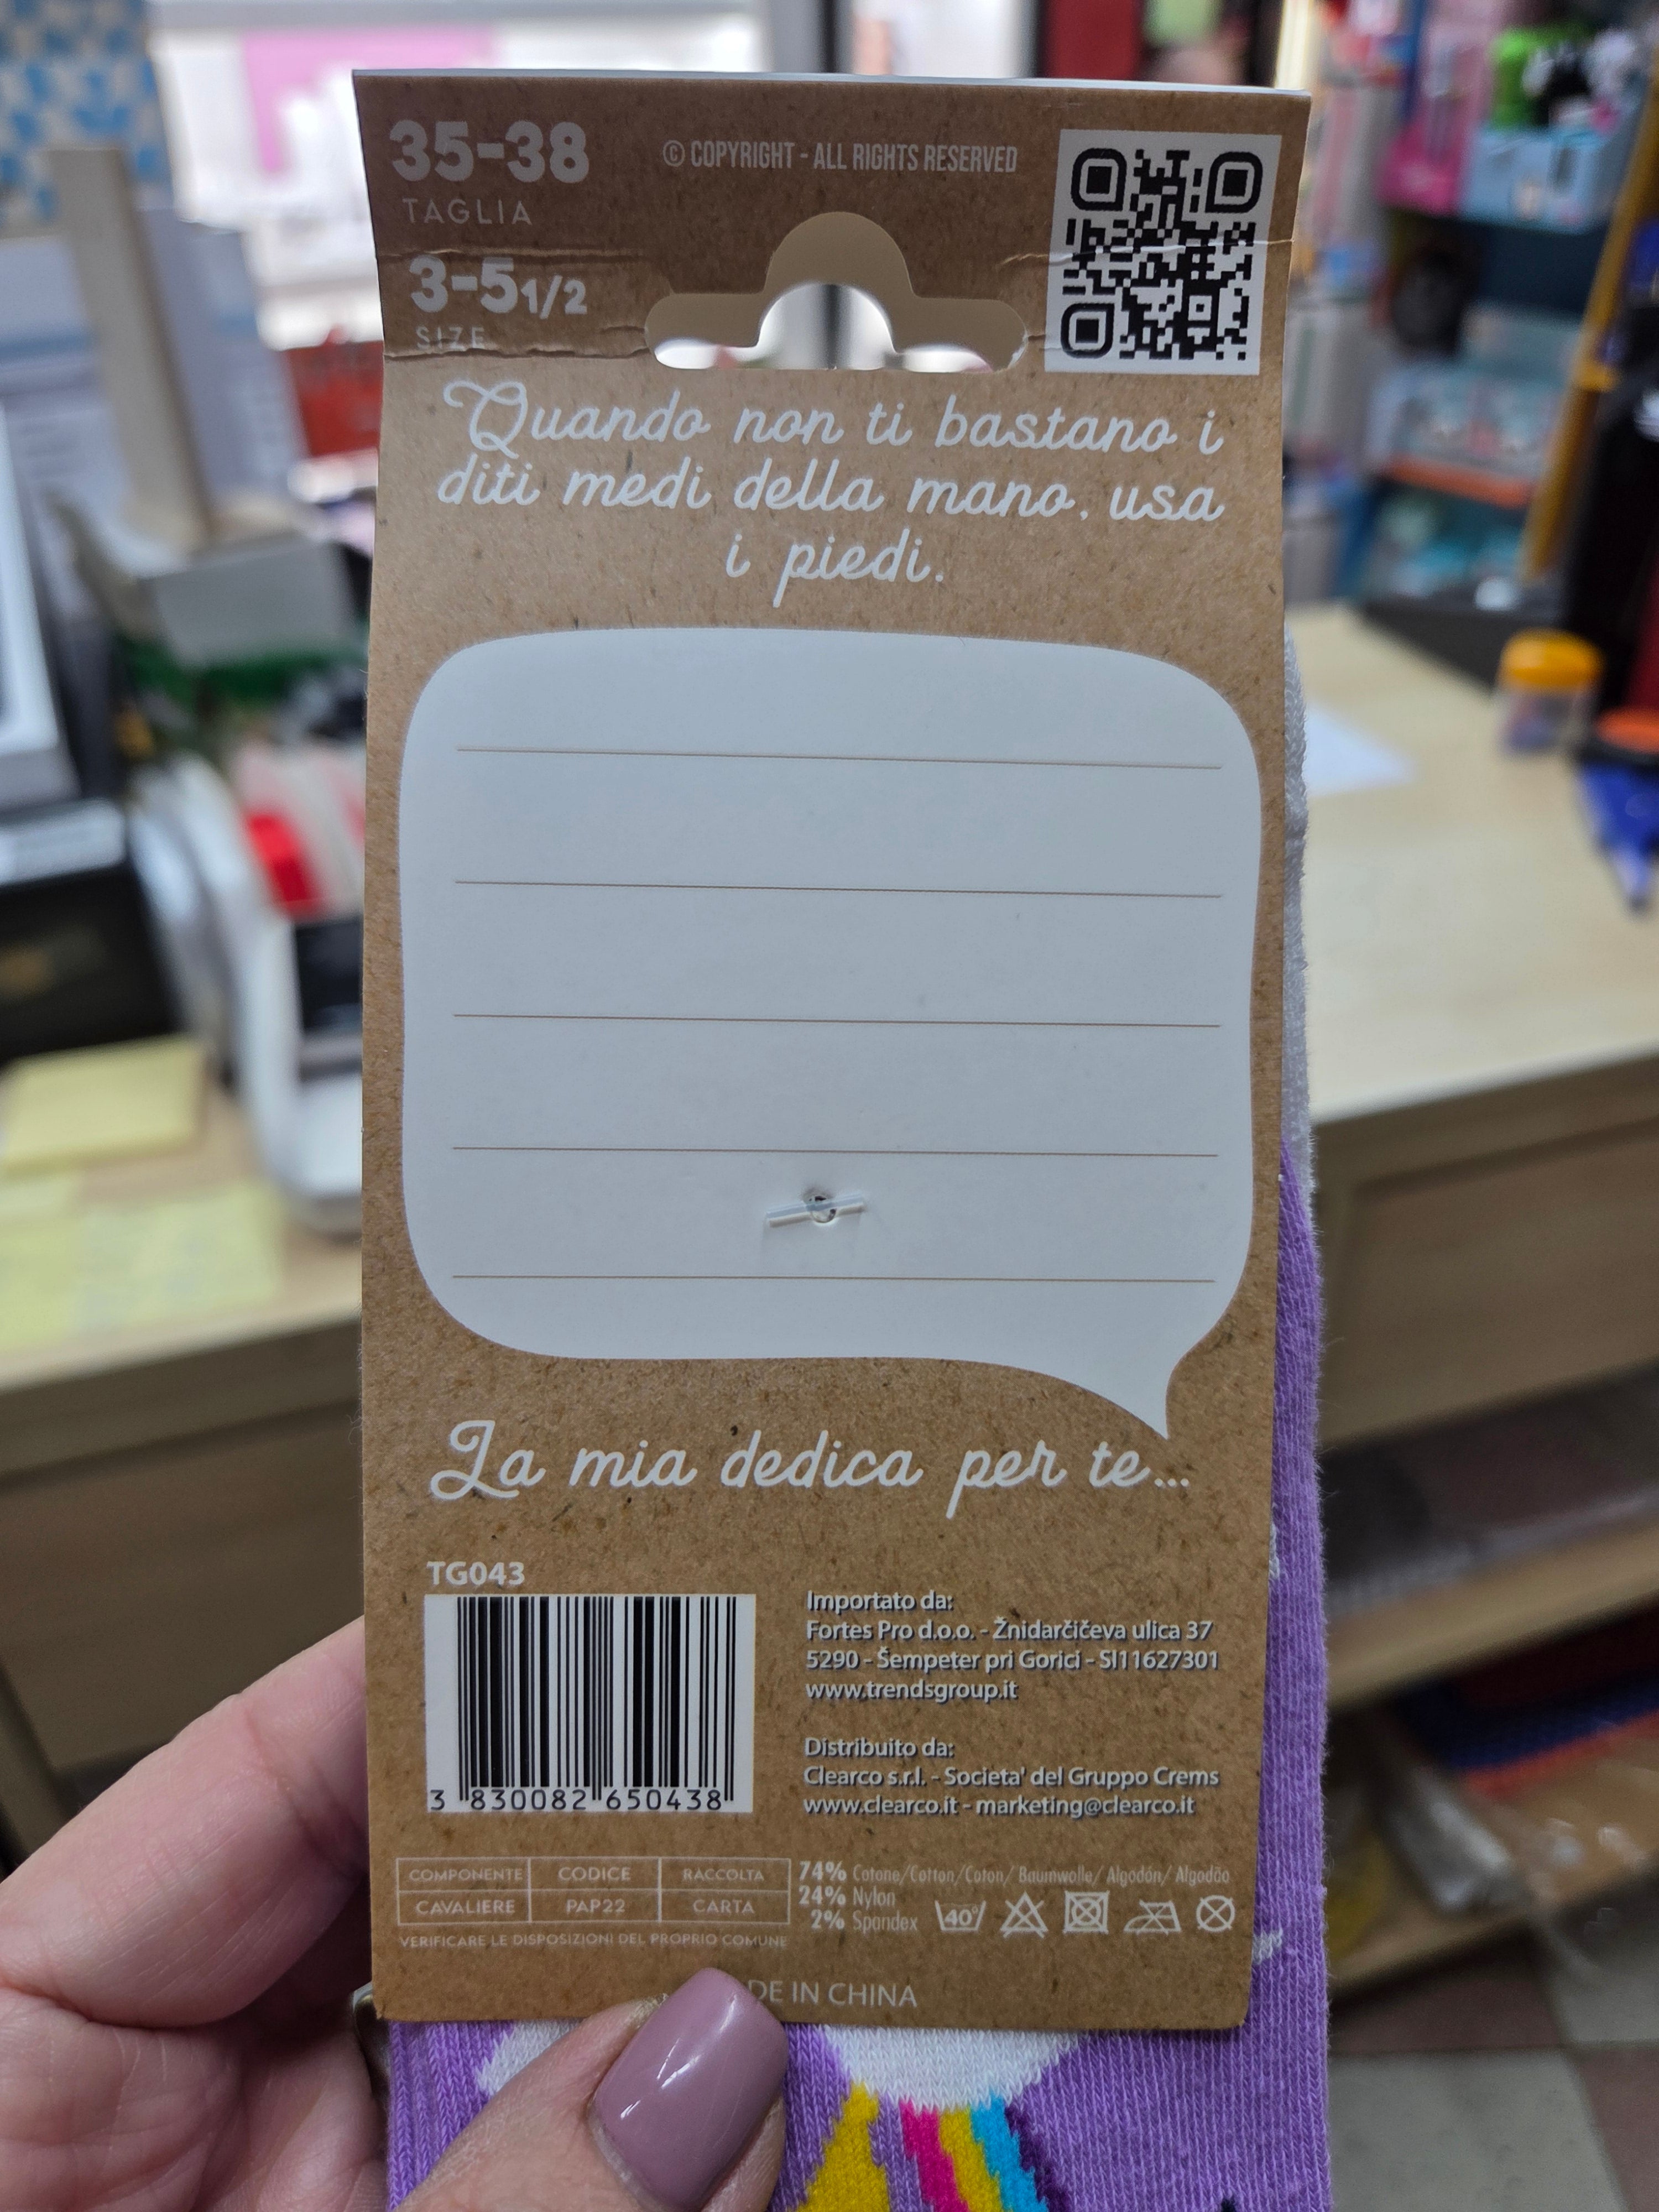 35-38
TAGLIA
© COPYRIGHT - ALL RIGHTS RESERVED
3-5 1/2
SIZE
Quando non ti bastano i
diti medi della mano, usa
i piedi.
La mia dedica per te...
TG043
3 830082 650438
Importato da:
Fortes Pro d.o.o. - Žnidarčičeva ulica 37
5290 - Šempeter pri Gorici - SI11627301
www.trendsgroup.it
Distribuito da:
Clearco s.r.l. - Societa' del Gruppo Crems
www.clearco.it - marketing@clearco.it
COMPONENTE CODICE RACCOLTA
CAVALIERE PAP22 CARTA
VERIFICARE LE DISPOSIZIONI DEL PROPRIO COMUNE
74% Cotone/Cotton/Coton/ Baumwolle/ Algodón/ Algodão
24% Nylon
2% Spandex 40°
DE IN CHINA